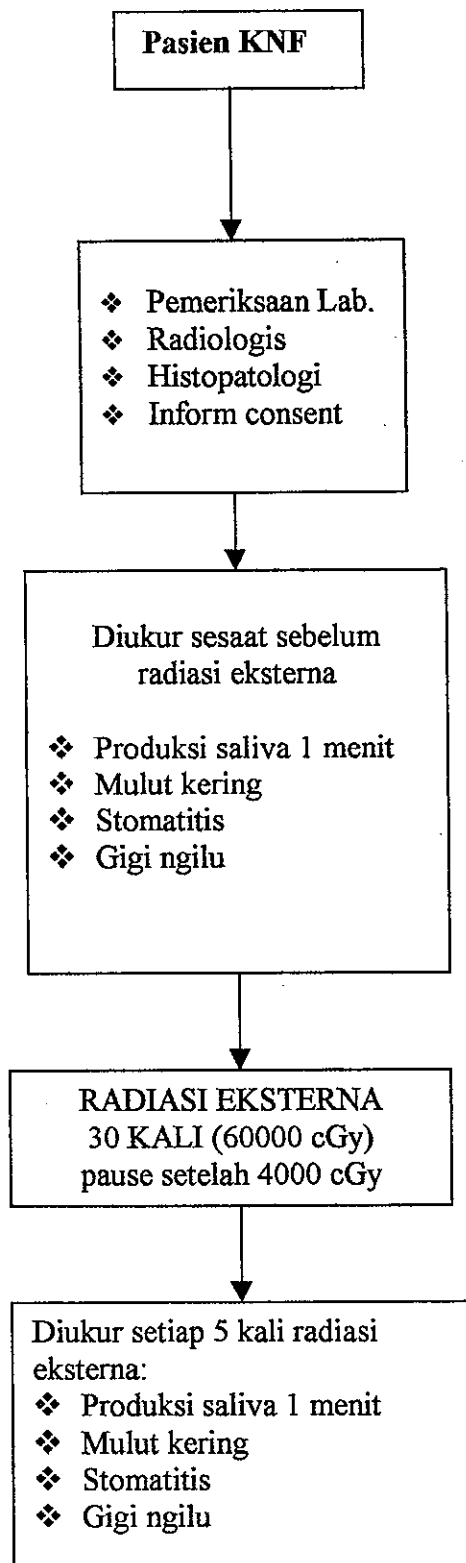 Pasien KNF
❖ Pemeriksaan Lab.
❖ Radiologis
❖ Histopatologi
❖ Inform consent
Diukur sesaat sebelum
radiasi eksterna
❖ Produksi saliva 1 menit
❖ Mulut kering
❖ Stomatitis
❖ Gigi ngilu
RADIASI EKSTERNA
30 KALI (60000 cGy)
pause setelah 4000 cGy
Diukur setiap 5 kali radiasi
eksterna:
❖ Produksi saliva 1 menit
❖ Mulut kering
❖ Stomatitis
❖ Gigi ngilu